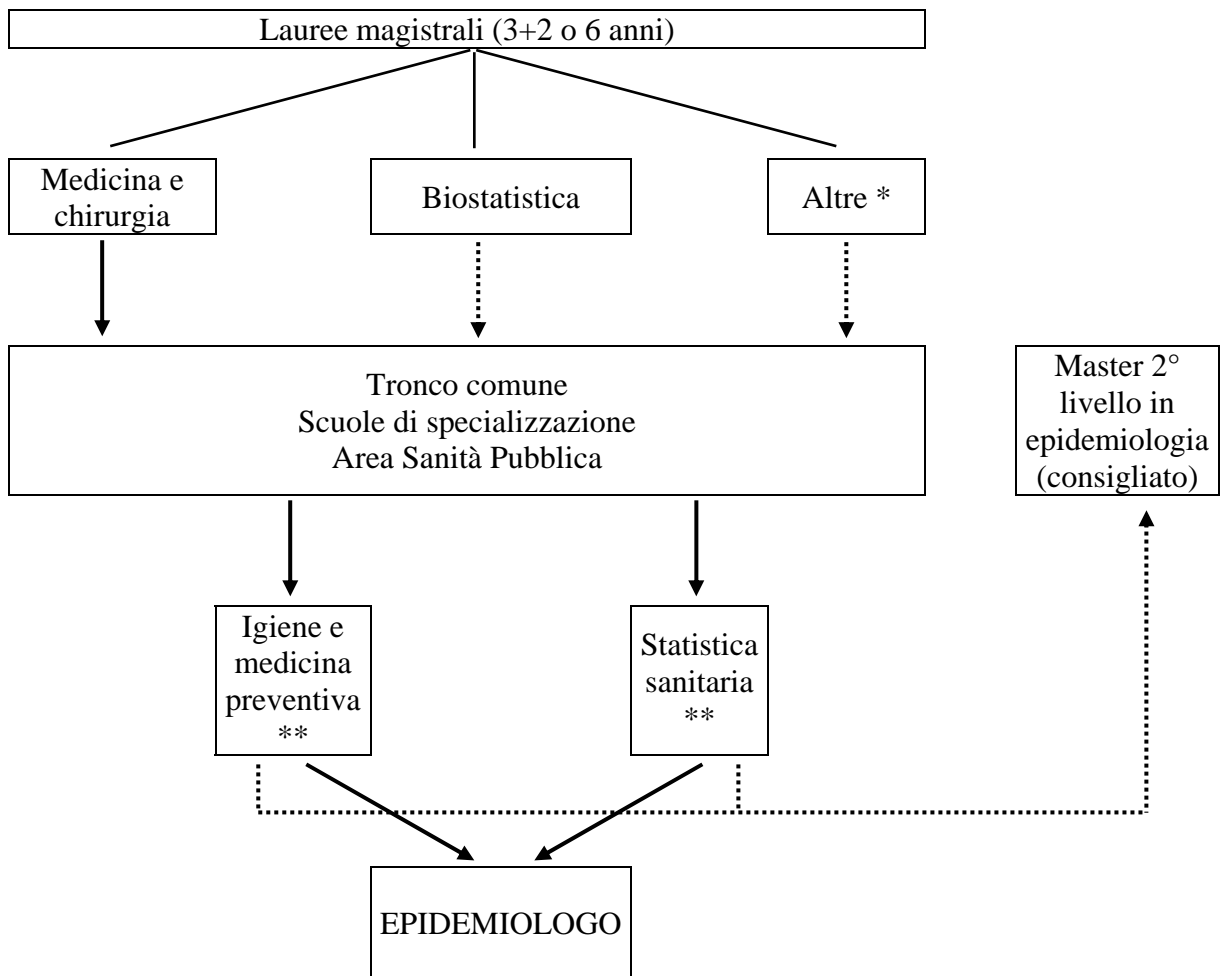 Lauree magistrali (3+2 o 6 anni)
Medicina e
chirurgia
Biostatistica
Altre *
Tronco comune
Scuole di specializzazione
Area Sanità Pubblica
Master 2°
livello in
epidemiologia
(consigliato)
Igiene e
medicina
preventiva
**
Statistica
sanitaria
**
EPIDEMIOLOGO